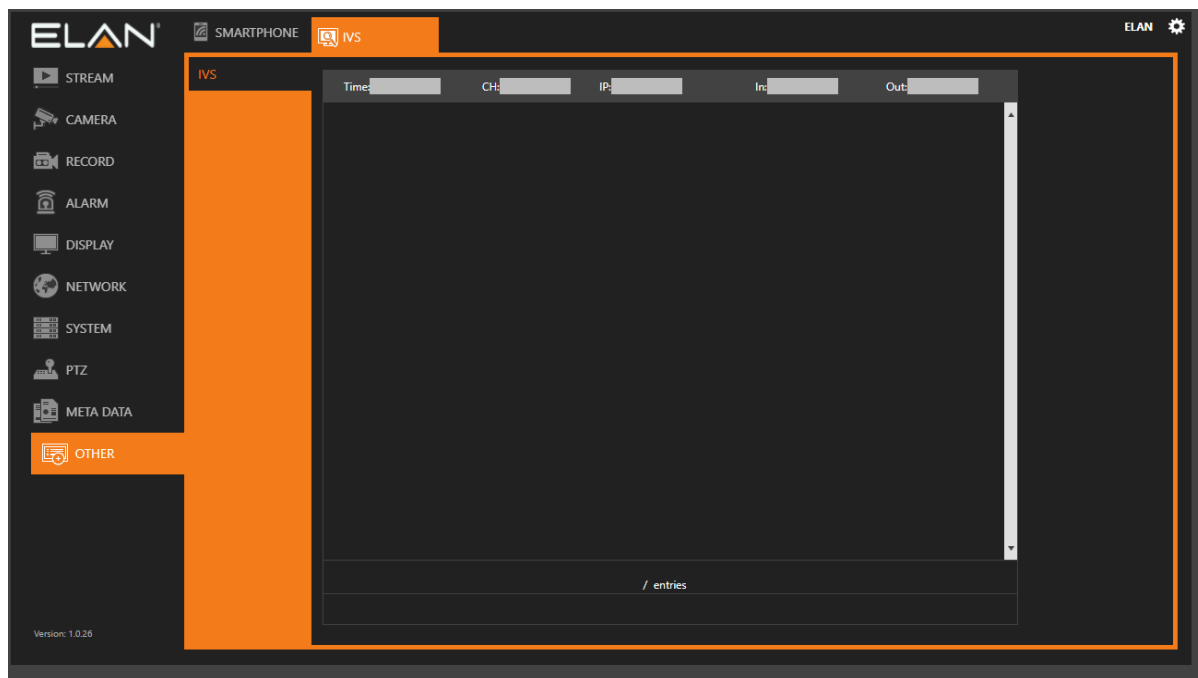 ELAN
SMARTPHONE
IVS
ELAN
STREAM
CAMERA
RECORD
ALARM
DISPLAY
NETWORK
SYSTEM
PTZ
META DATA
OTHER
Version: 1.0.26
IVS
Time: CH: IP: In: Out:
/ entries